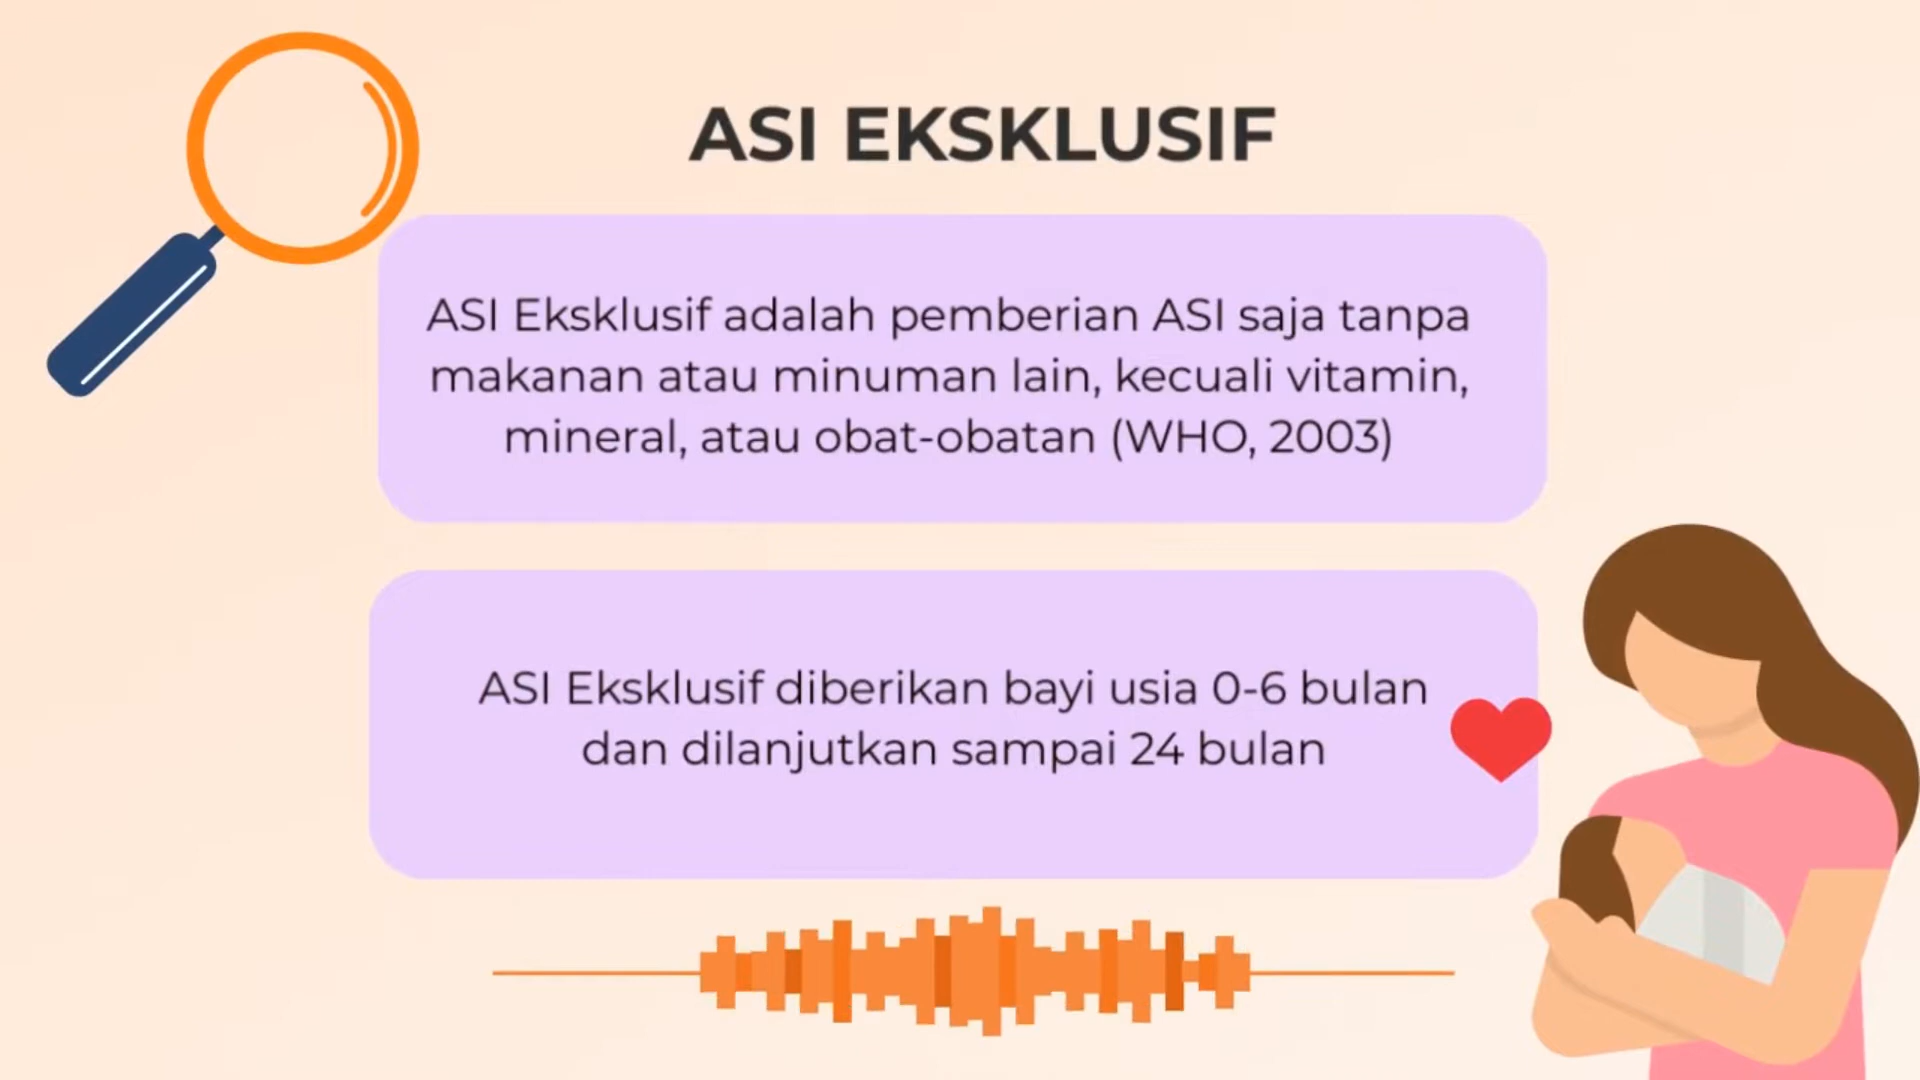 ASI EKSKLUSIF
ASI Eksklusif adalah pemberian ASI saja tanpa
makanan atau minuman lain, kecuali vitamin,
mineral, atau obat-obatan (WHO, 2003)
ASI Eksklusif diberikan bayi usia 0-6 bulan
dan dilanjutkan sampai 24 bulan